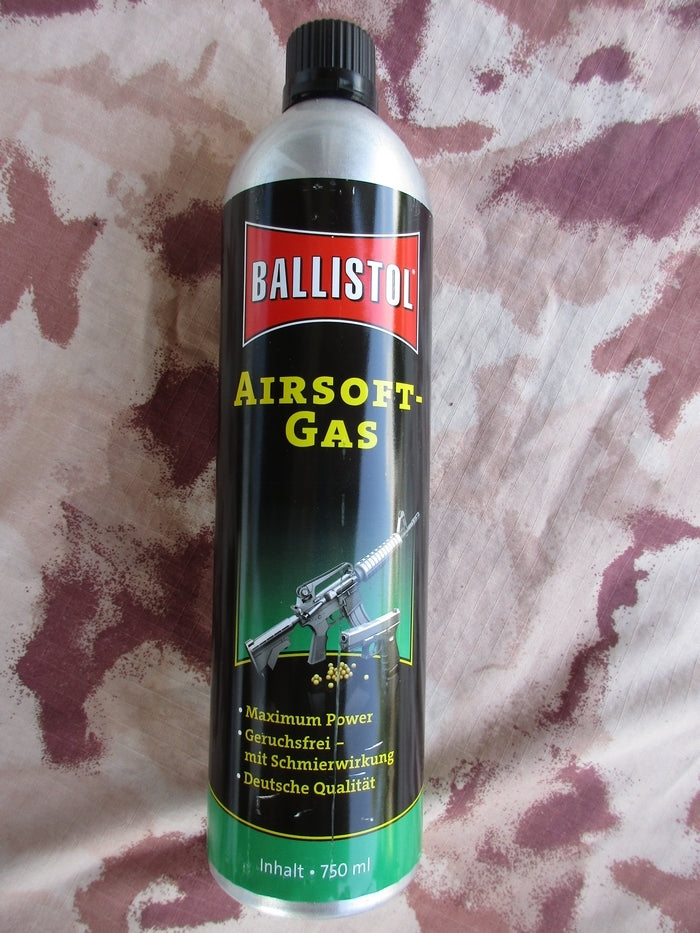 BALLISTOL®
AIRSOFT-
GAS
• Maximum Power
• Geruchsfrei –
mit Schmierwirkung
• Deutsche Qualität
Inhalt • 750 ml